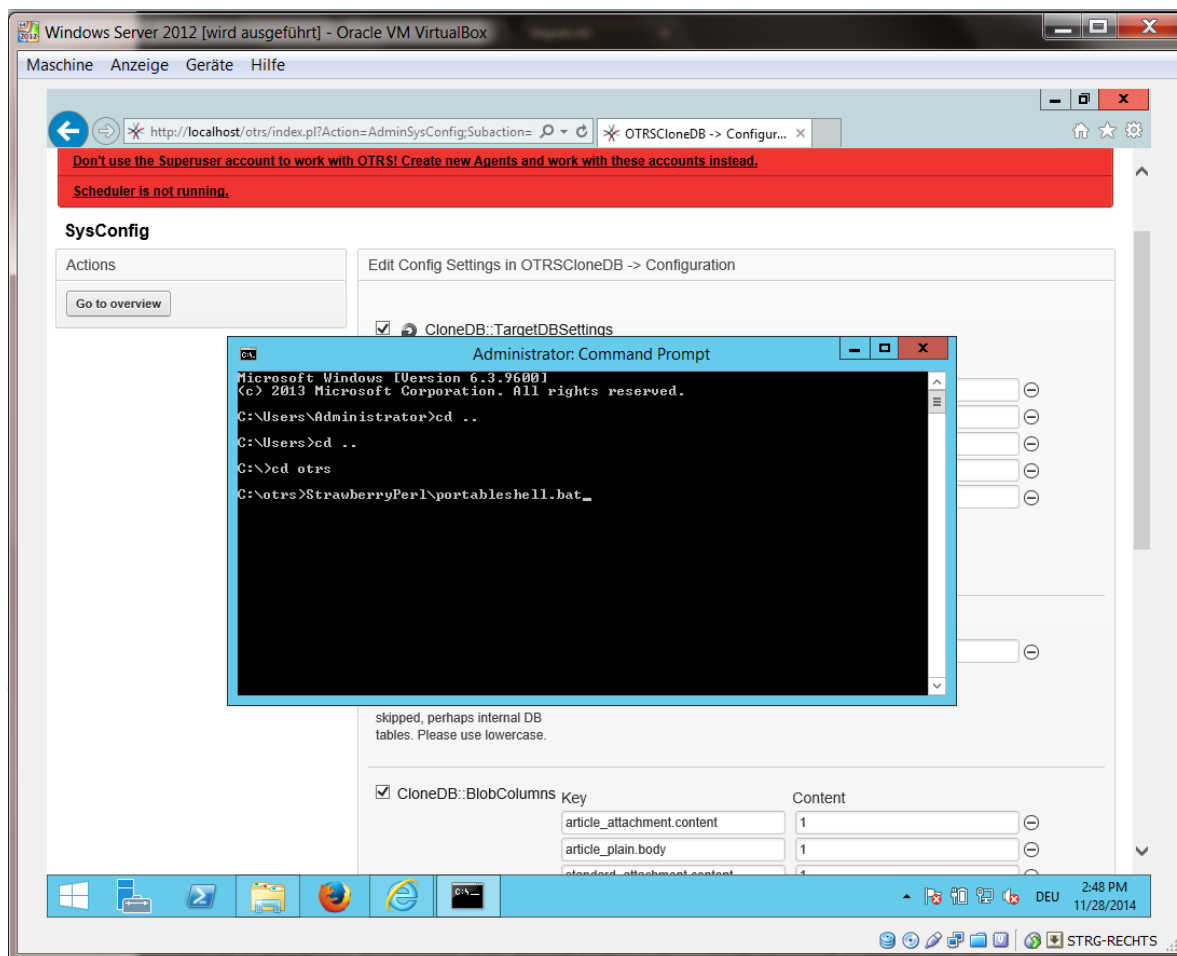 Windows Server 2012 [wird ausgeführt] - Oracle VM VirtualBox
Maschine Anzeige Geräte Hilfe
http://localhost/otrs/index.pl?Action=AdminSysConfig;Subaction=
OTRSCloneDB -> Configur...
Don't use the Superuser account to work with OTRS! Create new Agents and work with these accounts instead.
Scheduler is not running.
SysConfig
Actions
Go to overview
Edit Config Settings in OTRSCloneDB -> Configuration
CloneDB::TargetDBSettings
Administrator: Command Prompt
Microsoft Windows [Version 6.3.9600]
(c) 2013 Microsoft Corporation. All rights reserved.
C:\Users\Administrator>cd ..
C:\Users>cd ..
C:\>cd otrs
C:\otrs>StrawberryPerl\portableshell.bat_
skipped, perhaps internal DB
tables. Please use lowercase.
CloneDB::BlobColumns
Key Content
article_attachment.content 1
article_plain.body 1
standard_attachment.content 1
DEU
2:48 PM
11/28/2014
STRG-RECHTS